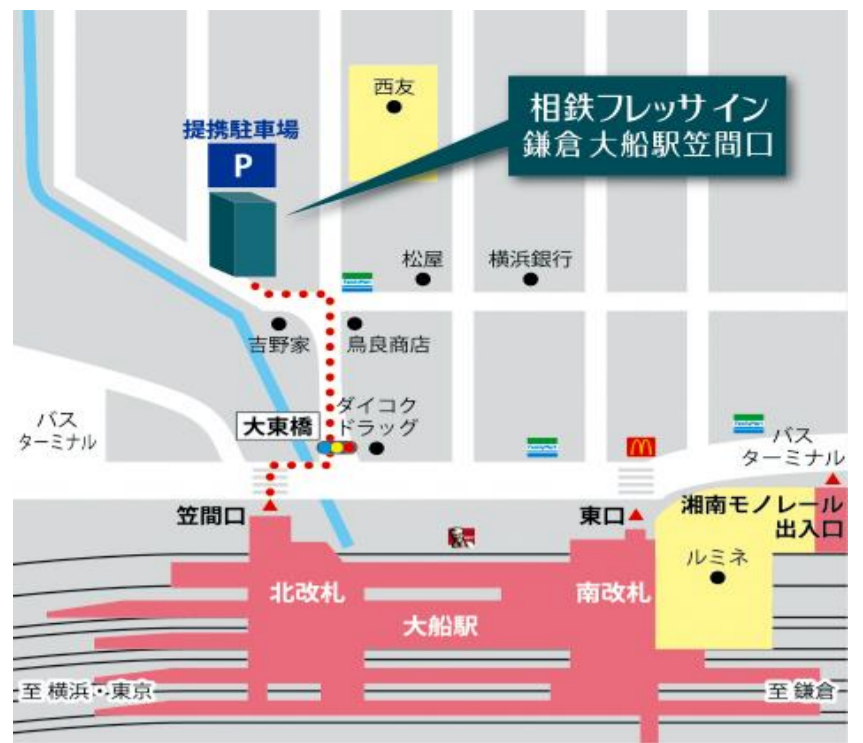 西友
相鉄フレッサイン
鎌倉 大船駅笠間口
提携駐車場
P
松屋
横浜銀行
FamilyMart
吉野家
鳥良商店
ダイコク
ドラッグ
大東橋
バス
ターミナル
FamilyMart
FamilyMart
バス
ターミナル
笠間口
東口
湘南モノレール
出入口
KFC
ルミネ
北改札
南改札
大船駅
至 横浜・東京
至 鎌倉